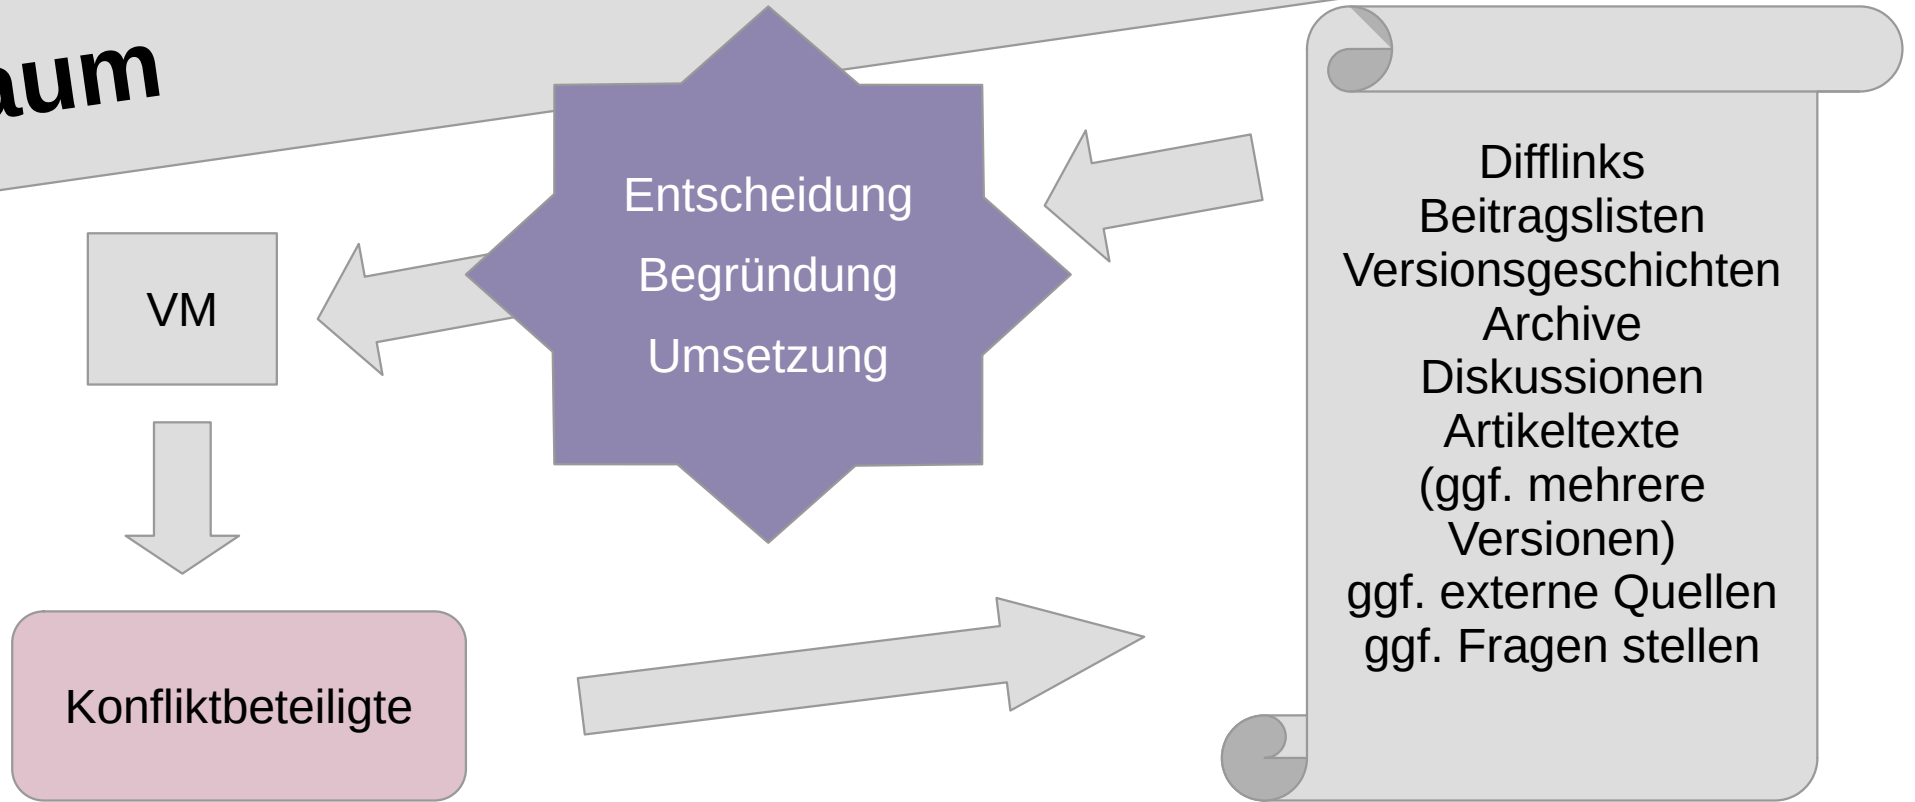 aum
Entscheidung
Begründung
Umsetzung
VM
Konfliktbeteiligte
Difflinks
Beitragslisten
Versionsgeschichten
Archive
Diskussionen
Artikeltexte
(ggf. mehrere
Versionen)
ggf. externe Quellen
ggf. Fragen stellen